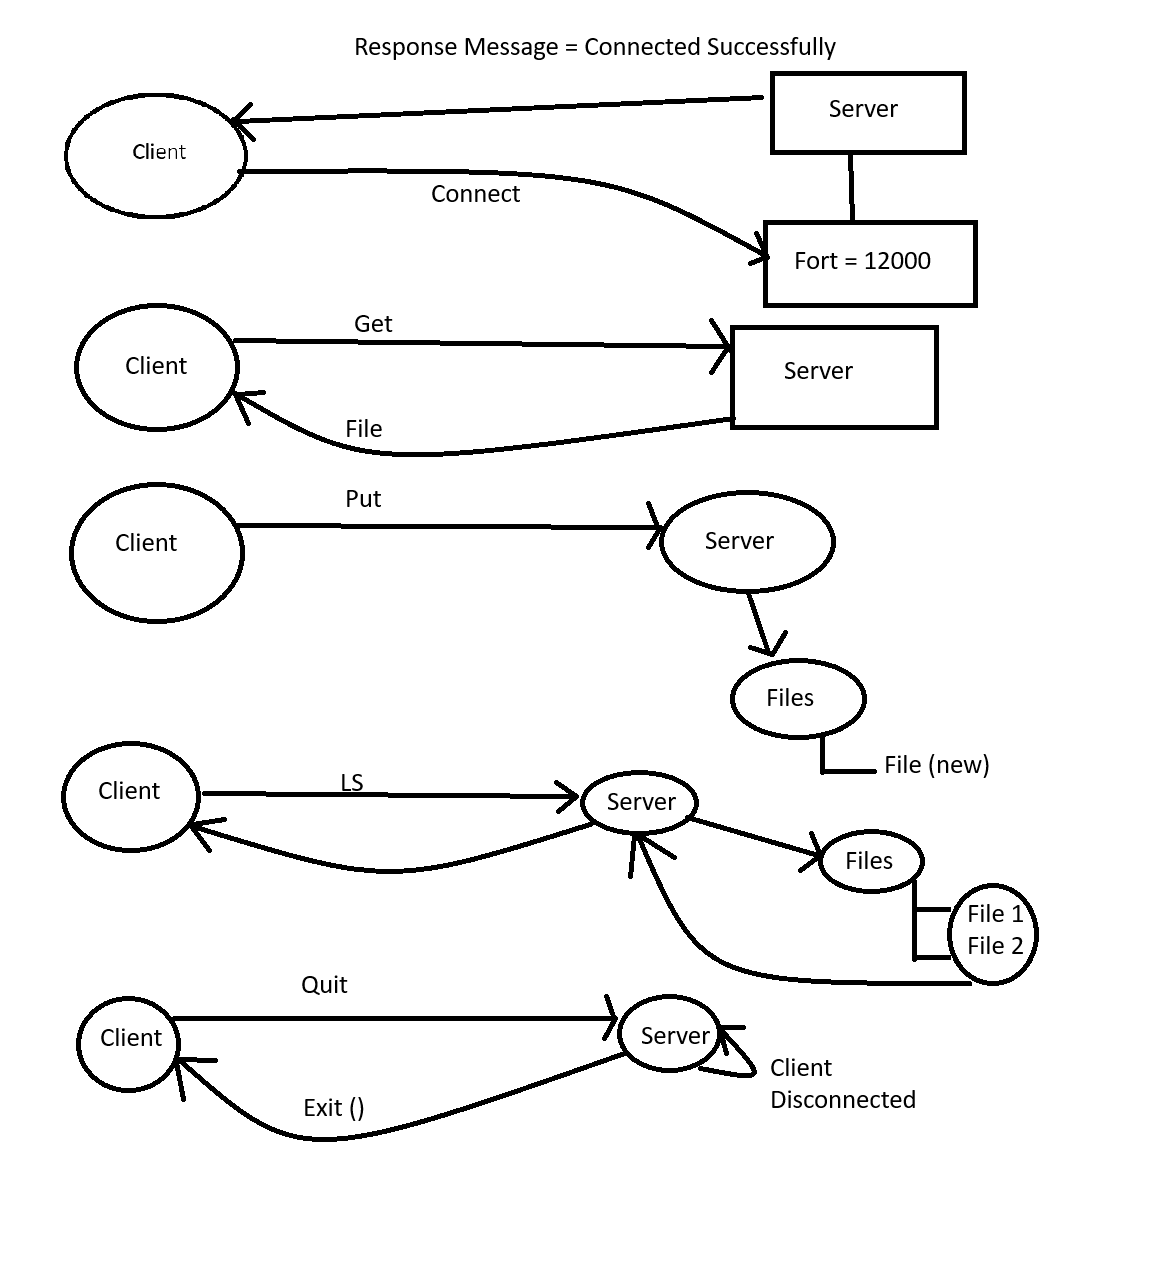 Response Message = Connected Successfully
Server
Client
Connect
Fort = 12000
Get
Client
Server
File
Put
Client
Server
Files
File (new)
Client
LS
Server
Files
File 1
File 2
Quit
Client
Server
Client
Disconnected
Exit ()